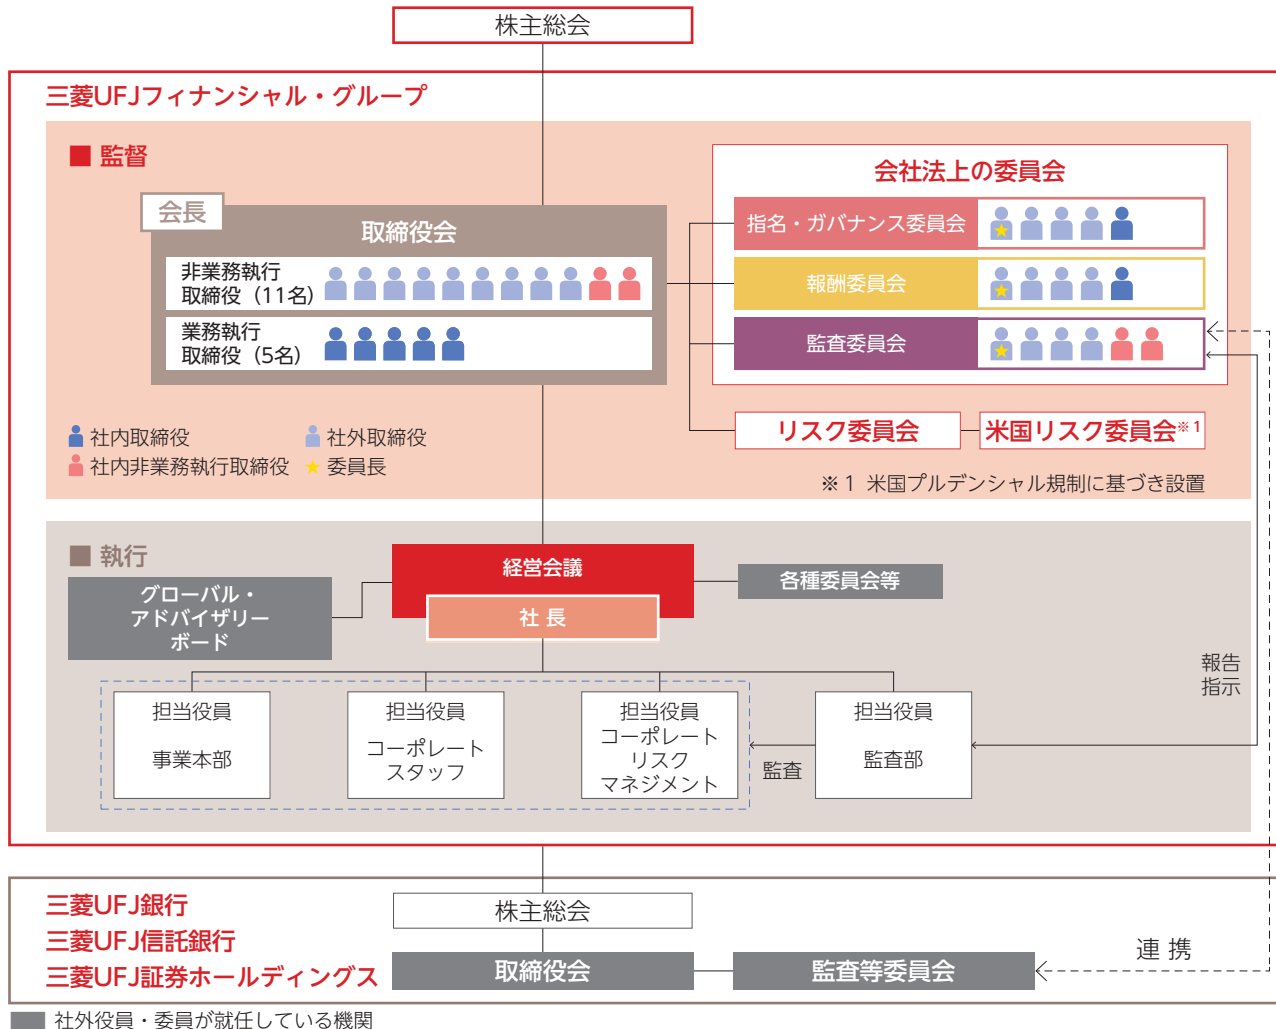 株主総会
三菱UFJフィナンシャル・グループ
■ 監督
会長
取締役会
非業務執行
取締役（11名）
業務執行
取締役（5名）
社内取締役
社外取締役
社内非業務執行取締役
委員長
会社法上の委員会
指名・ガバナンス委員会
報酬委員会
監査委員会
リスク委員会
米国リスク委員会※1
※1 米国プルデンシャル規制に基づき設置
■ 執行
経営会議
社長
グローバル・
アドバイザリー
ボード
各種委員会等
担当役員
事業本部
担当役員
コーポレート
スタッフ
担当役員
コーポレート
リスク
マネジメント
監査
担当役員
監査部
報告
指示
三菱UFJ銀行
三菱UFJ信託銀行
三菱UFJ証券ホールディングス
株主総会
取締役会
監査等委員会
連携
社外役員・委員が就任している機関